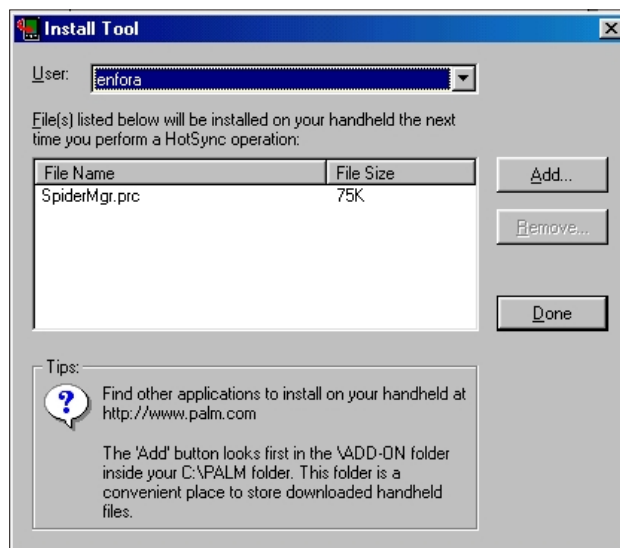 Install Tool
User: enfora
File(s) listed below will be installed on your handheld the next
time you perform a HotSync operation:
File Name File Size
SpiderMgr.prc 75K
Add...
Remove...
Done
Tips:
Find other applications to install on your handheld at
http://www.palm.com
The 'Add' button looks first in the \ADD-ON folder
inside your C:\PALM folder. This folder is a
convenient place to store downloaded handheld
files.